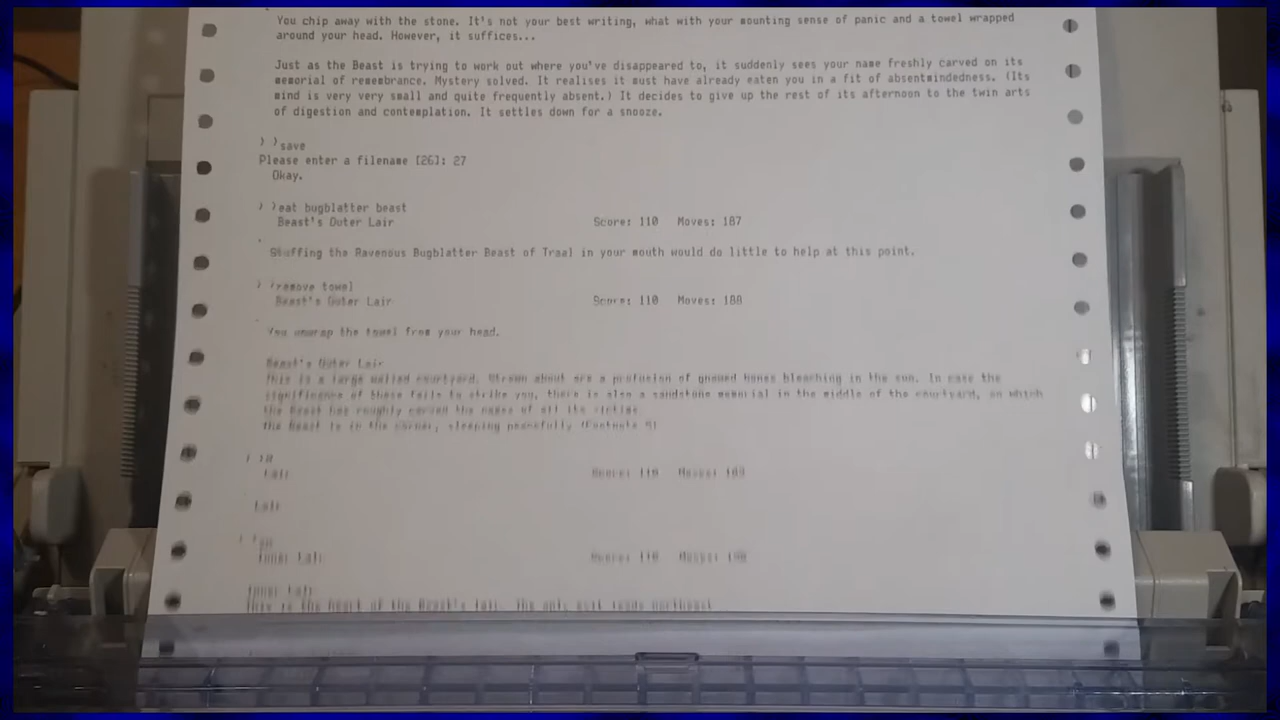 You chip away with the stone. It's not your best writing, what with your mounting sense of panic and a towel wrapped
around your head. However, it suffices...
Just as the Beast is trying to work out where you've disappeared to, it suddenly sees your name freshly carved on its
memorial of remembrance. Mystery solved. It realises it must have already eaten you in a fit of absentmindedness. (Its
mind is very very small and quite frequently absent.) It decides to give up the rest of its afternoon to the twin arts
of digestion and contemplation. It settles down for a snooze.
> >save
Please enter a filename [26]: 27
Okay.
> >eat bugblatter beast
Beast's Outer Lair Score: 110 Moves: 187
Stuffing the Ravenous Bugblatter Beast of Traal in your mouth would do little to help at this point.
> >remove towel
Beast's Outer Lair Score: 110 Moves: 188
You unwrap the towel from your head.
Beast's Outer Lair
This is a large walled courtyard. Strewn about are a profusion of gnawed bones bleaching in the sun. In case the
significance of these fails to strike you, there is also a sandstone memorial in the middle of the courtyard, on which
the Beast has roughly carved the names of all its victims.
The Beast is in the corner, sleeping peacefully (Footnote
Lair Score: 110 Moves: 189
Lair
Inner Lair Score: 110 Moves: 190
Inner Lair
This is the heart of the Beast's lair. The only exit leads northeast